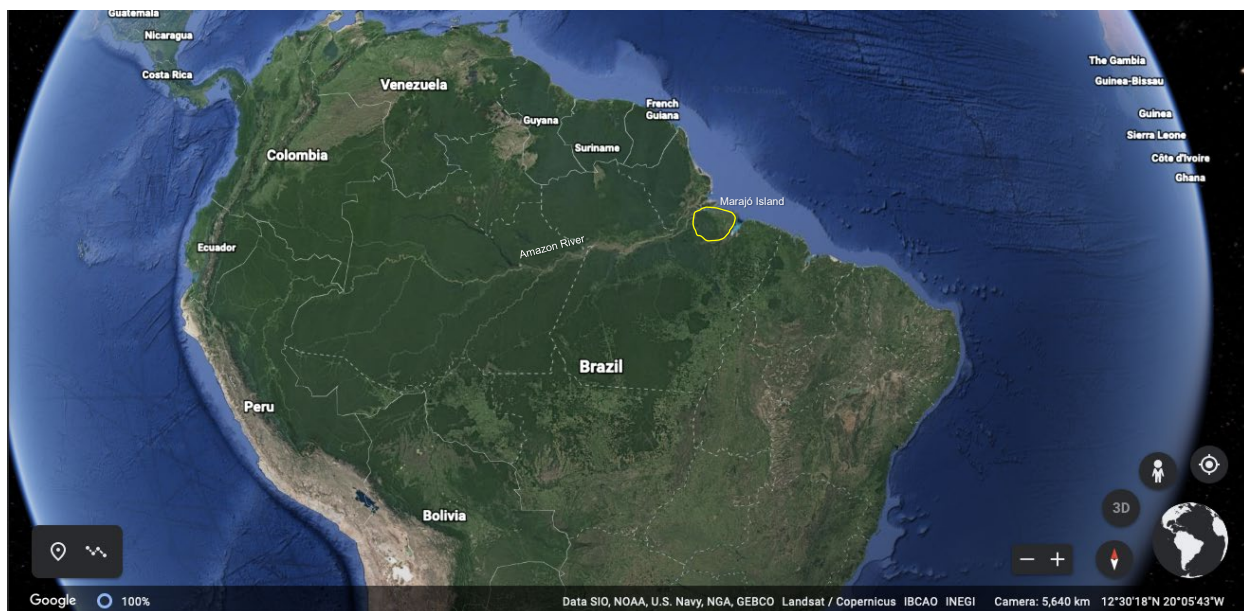 Guatemala
Nicaragua
Costa Rica
Venezuela
Colombia
Guyana
Suriname
French
Guiana
The Gambia
Guinea-Bissau
Guinea
Sierra Leone
Côte d'Ivoire
Ghana
Marajó Island
Ecuador
Amazon River
Brazil
Peru
Bolivia
3D
Google
100%
Data SIO, NOAA, U.S. Navy, NGA, GEBCO Landsat / Copernicus IBCAO INEGI
Camera: 5,640 km 12°30'18"N 20°05'43"W